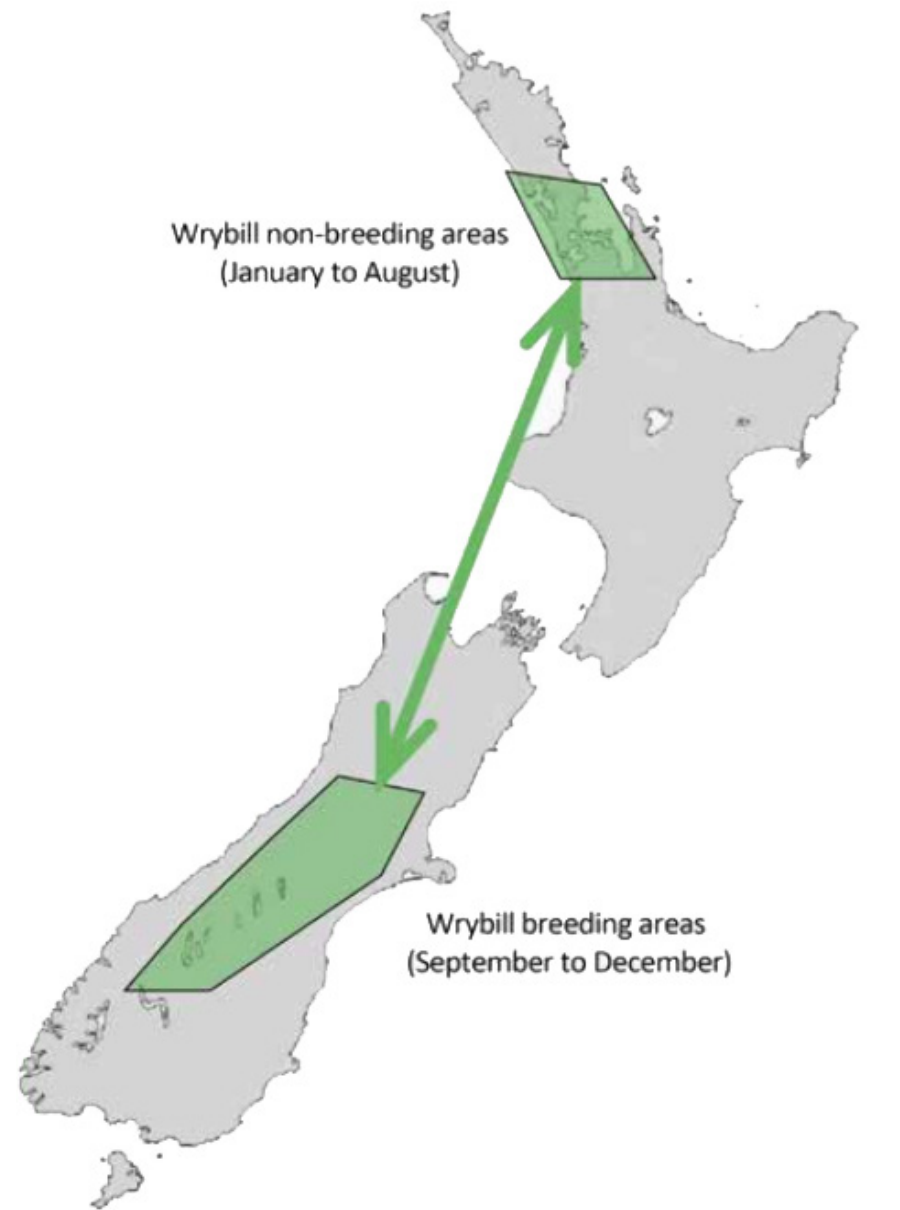 Wrybill non-breeding areas
(January to August)
Wrybill breeding areas
(September to December)